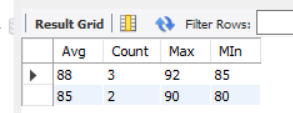 Result Grid Filter Rows:
Avg Count Max MIn
88 3 92 85
85 2 90 80